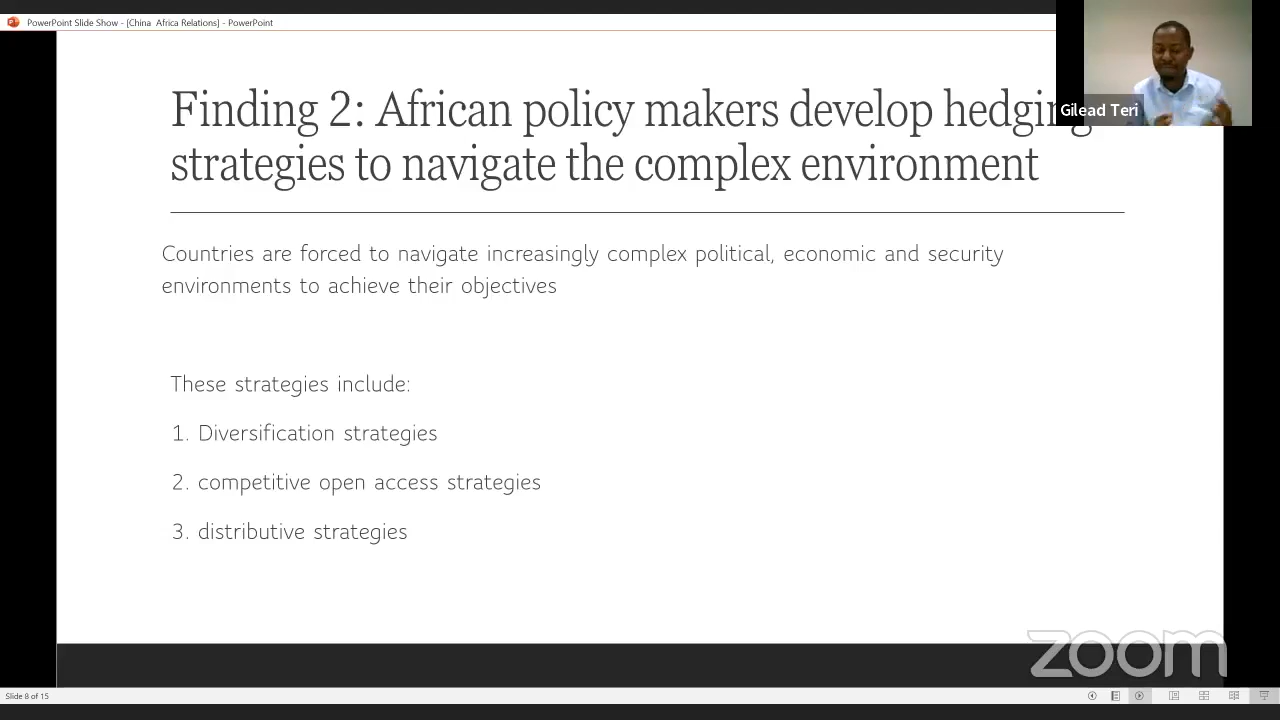 PowerPoint Slide Show - [China Africa Relations] - PowerPoint
Gilead Teri
Finding 2: African policy makers develop hedging
strategies to navigate the complex environment
Countries are forced to navigate increasingly complex political, economic and security
environments to achieve their objectives
These strategies include:
1. Diversification strategies
2. competitive open access strategies
3. distributive strategies
zoom
Slide 8 of 15